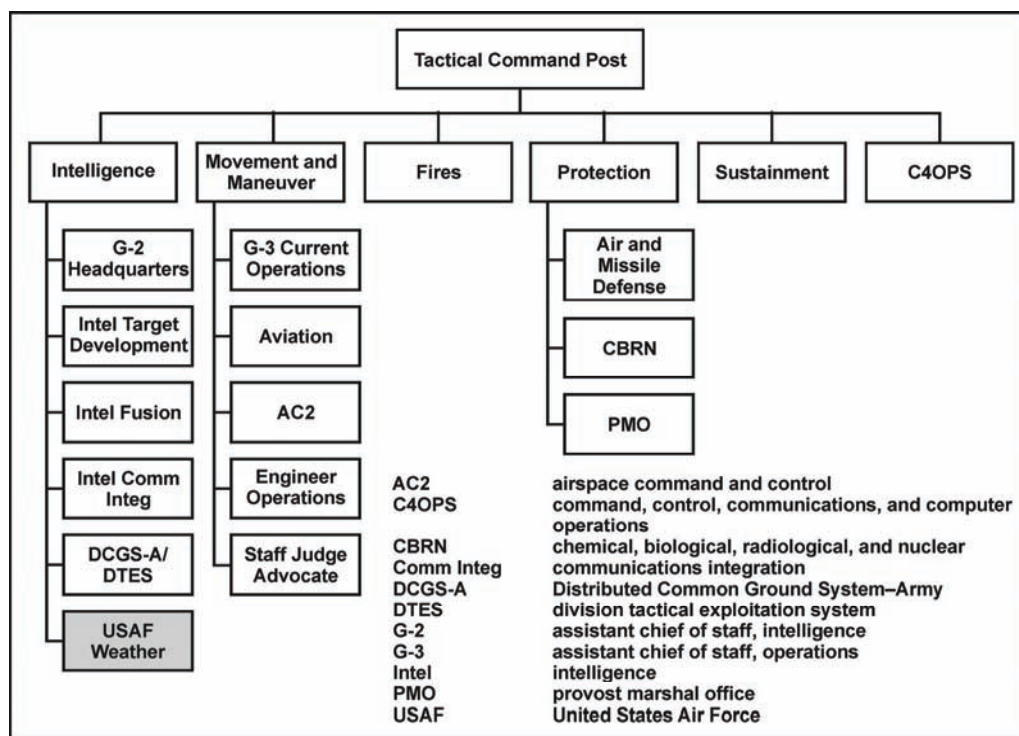 Tactical Command Post
Intelligence
Movement and
Maneuver
Fires
Protection
Sustainment
C4OPS
G-2
Headquarters
Intel Target
Development
Intel Fusion
Intel Comm
Integ
DCGS-A/
DTES
USAF
Weather
G-3 Current
Operations
Aviation
AC2
Engineer
Operations
Staff Judge
Advocate
Air and
Missile
Defense
CBRN
PMO
AC2 airspace command and control
C4OPS command, control, communications, and computer
operations
CBRN chemical, biological, radiological, and nuclear
Comm Integ communications integration
DCGS-A Distributed Common Ground System–Army
DTES division tactical exploitation system
G-2 assistant chief of staff, intelligence
G-3 assistant chief of staff, operations
Intel intelligence
PMO provost marshal office
USAF United States Air Force